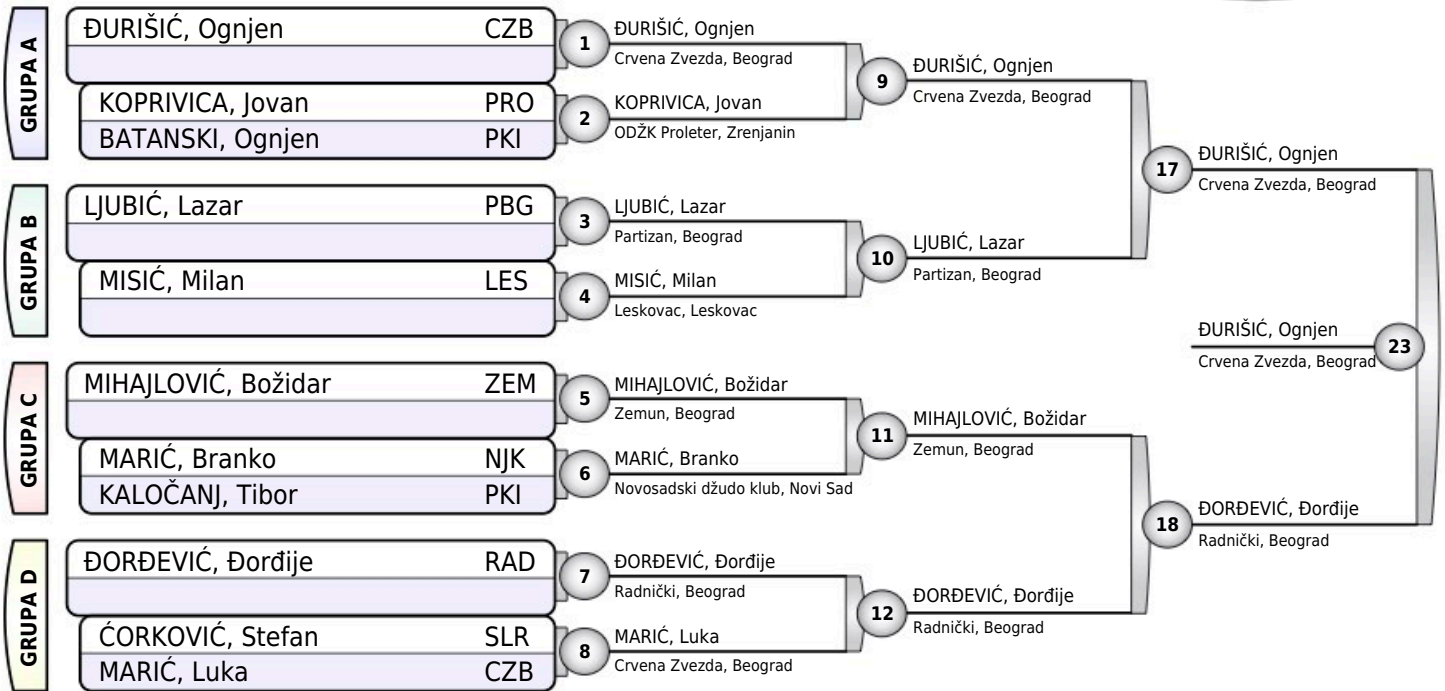 GRUPA A
ĐURIŠIĆ, Ognjen CZB
KOPRIVICA, Jovan PRO
BATANSKI, Ognjen PKI
GRUPA B
LJUBIĆ, Lazar PBG
MISIĆ, Milan LES
GRUPA C
MIHAJLOVIĆ, Božidar ZEM
MARIĆ, Branko NJK
KALOČANJ, Tibor PKI
GRUPA D
ĐORĐEVIĆ, Đorđije RAD
ĆORKOVIĆ, Stefan SLR
MARIĆ, Luka CZB
1
ĐURIŠIĆ, Ognjen
Crvena Zvezda, Beograd
2
KOPRIVICA, Jovan
ODŽK Proleter, Zrenjanin
3
LJUBIĆ, Lazar
Partizan, Beograd
4
MISIĆ, Milan
Leskovac, Leskovac
5
MIHAJLOVIĆ, Božidar
Zemun, Beograd
6
MARIĆ, Branko
Novosadski džudo klub, Novi Sad
7
ĐORĐEVIĆ, Đorđije
Radnički, Beograd
8
MARIĆ, Luka
Crvena Zvezda, Beograd
9
ĐURIŠIĆ, Ognjen
Crvena Zvezda, Beograd
10
LJUBIĆ, Lazar
Partizan, Beograd
11
MIHAJLOVIĆ, Božidar
Zemun, Beograd
12
ĐORĐEVIĆ, Đorđije
Radnički, Beograd
17
ĐURIŠIĆ, Ognjen
Crvena Zvezda, Beograd
18
ĐORĐEVIĆ, Đorđije
Radnički, Beograd
ĐURIŠIĆ, Ognjen
Crvena Zvezda, Beograd
23